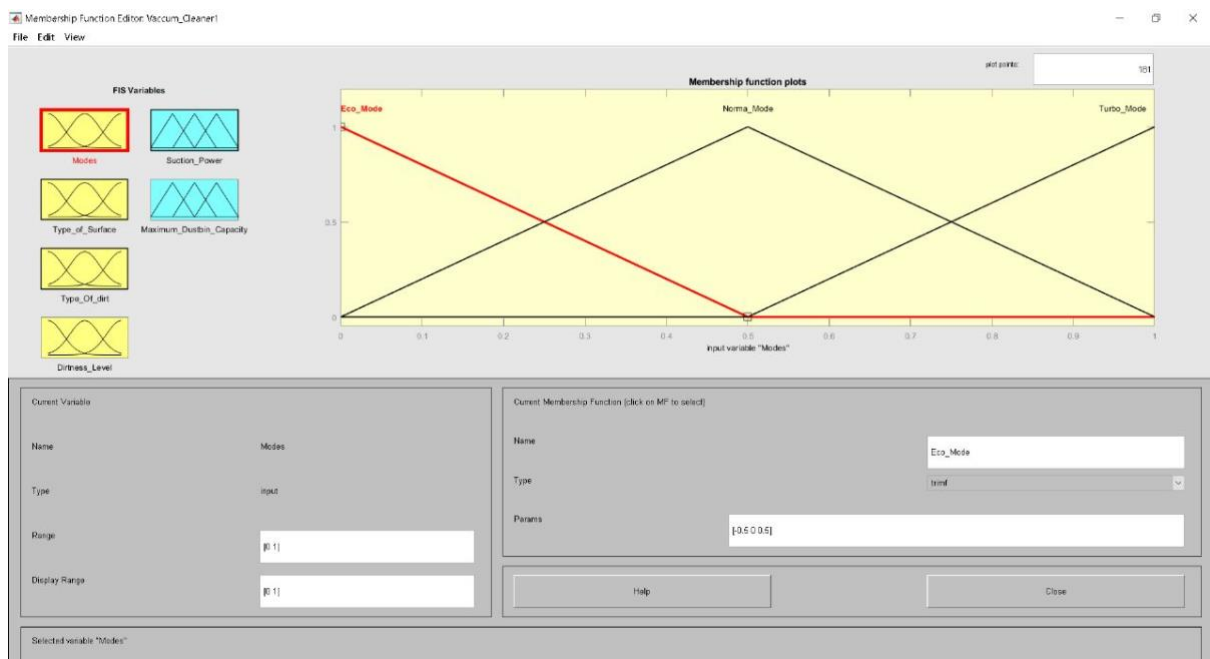 Membership Function Editor: Vaccum_Cleaner1
File Edit View
FIS Variables
Modes
Suction_Power
Type_of_Surface
Maximum_Dustbin_Capacity
Type_Of_dirt
Dirtness_Level
plot points:
181
Membership function plots
Eco_Mode
Norma_Mode
Turbo_Mode
1
0.5
0
0 0.1 0.2 0.3 0.4 0.5 0.6 0.7 0.8 0.9 1
input variable "Modes"
Current Variable
Name Modes
Type input
Range [0 1]
Display Range [0 1]
Current Membership Function (click on MF to select)
Name Eco_Mode
Type trimf
Params [-0.5 0 0.5]
Help
Close
Selected variable "Modes"